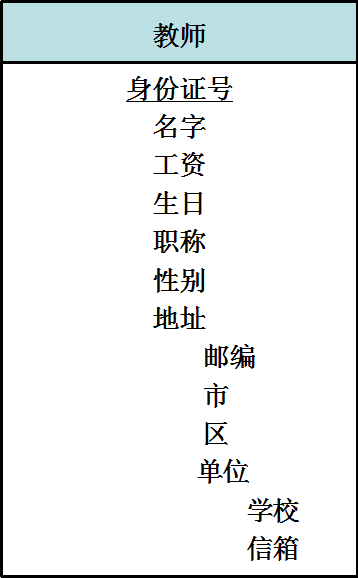 教师
身份证号
名字
工资
生日
职称
性别
地址
邮编
市
区
单位
学校
信箱